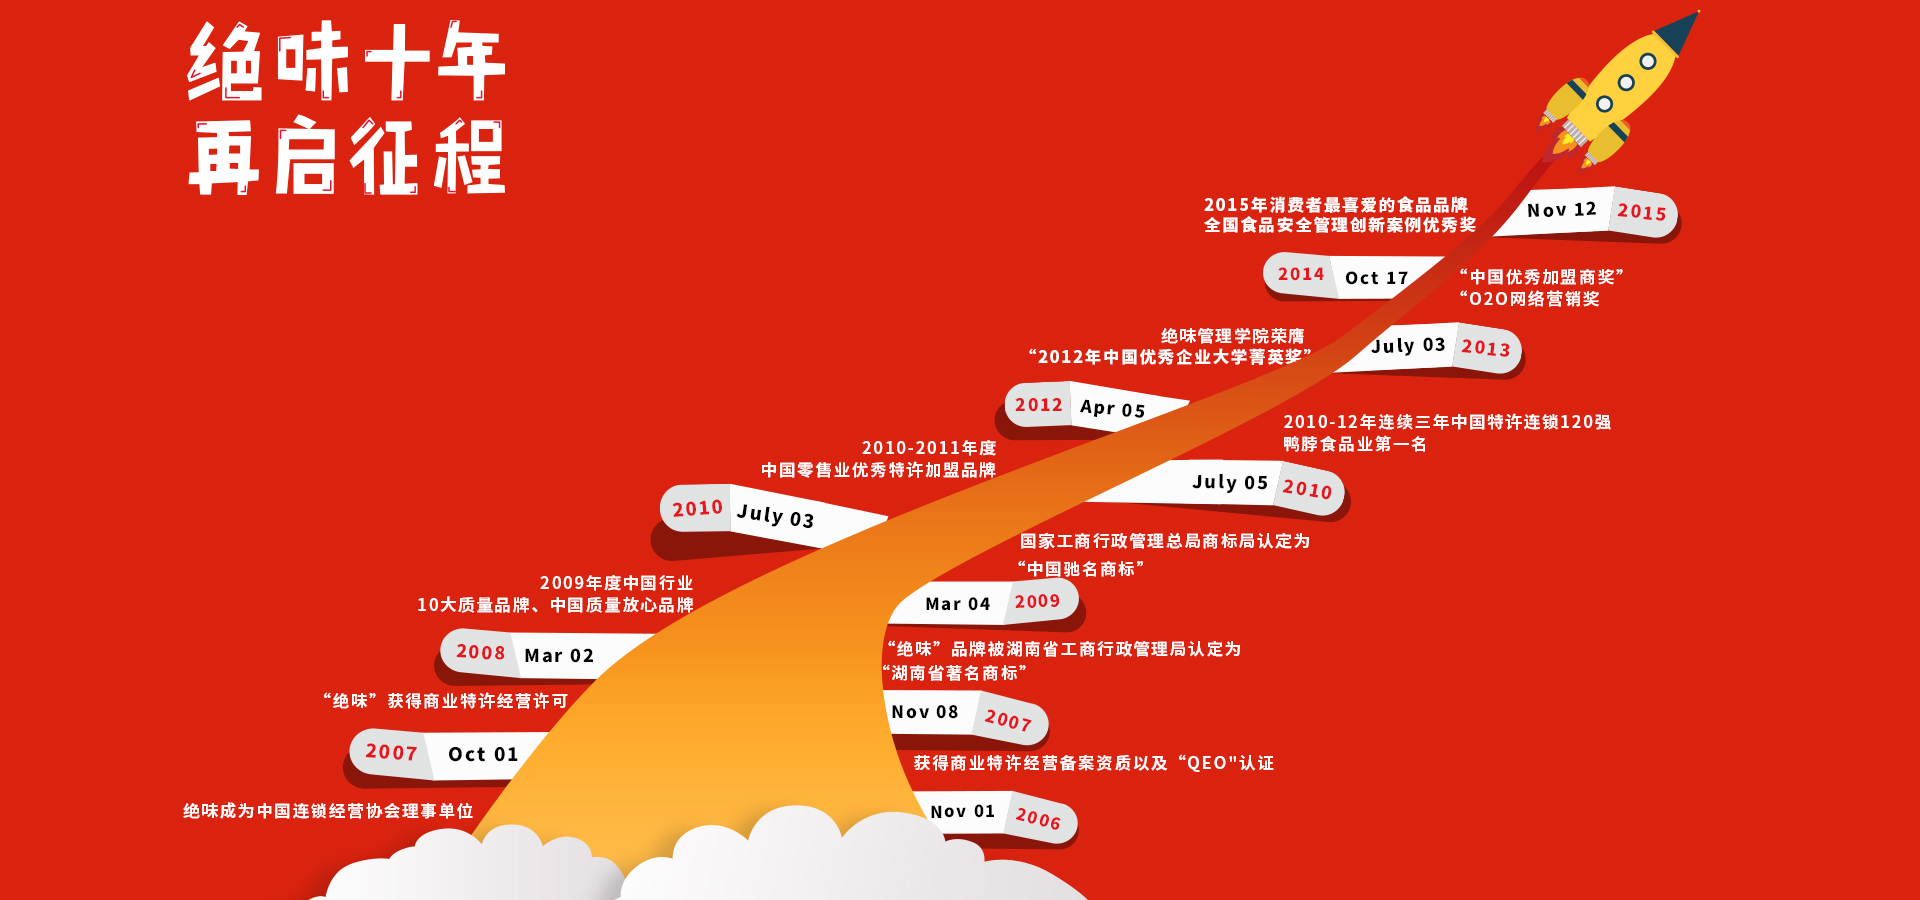 绝味十年
再启征程
2015年消费者最喜爱的食品品牌
全国食品安全管理创新案例优秀奖
Nov 12 2015
2014 Oct 17
“中国优秀加盟商奖”
“O2O网络营销奖
绝味管理学院荣膺
“2012年中国优秀企业大学菁英奖”
July 03 2013
2012 Apr 05
2010-12年连续三年中国特许连锁120强
鸭脖食品业第一名
2010-2011年度
中国零售业优秀特许加盟品牌
July 05 2010
2010 July 03
国家工商行政管理总局商标局认定为
“中国驰名商标”
2009年度中国行业
10大质量品牌、中国质量放心品牌
Mar 04 2009
2008 Mar 02
“绝味”品牌被湖南省工商行政管理局认定为
“湖南省著名商标”
“绝味”获得商业特许经营许可
Nov 08 2007
2007 Oct 01
获得商业特许经营备案资质以及“QEO"认证
绝味成为中国连锁经营协会理事单位
Nov 01 2006